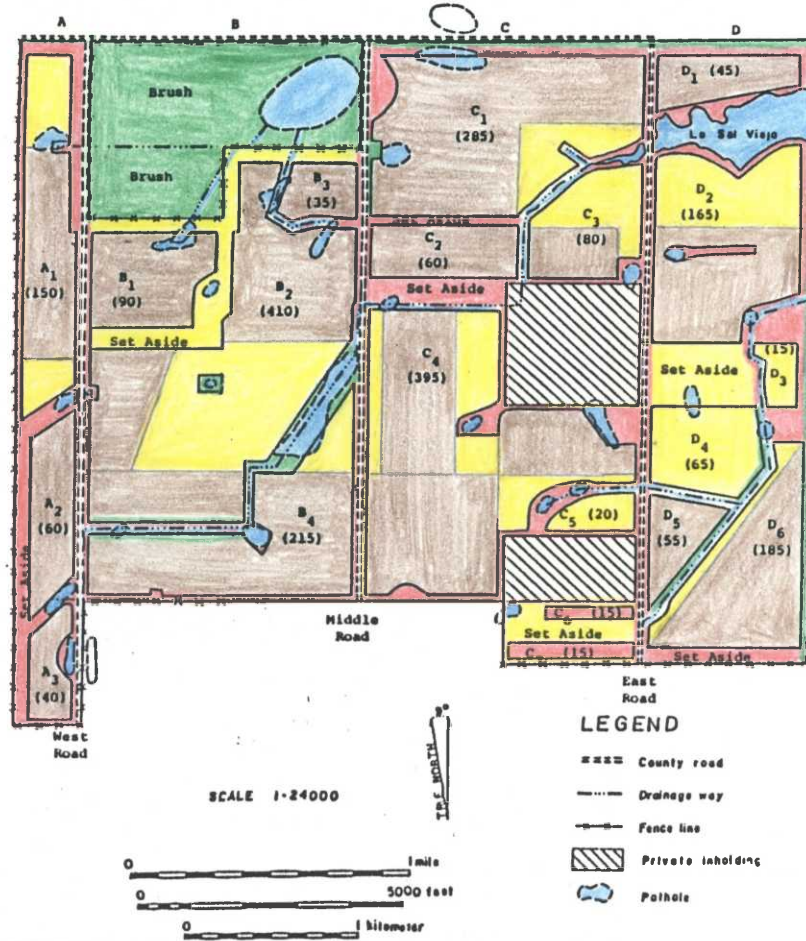 A B C D
Brush
Brush
D1 (45)
C1
(285)
La Sal Vieja
B3
(35)
D2
(165)
Set Aside
C3
(80)
C2
(60)
A1
(150)
B1
(90)
B2
(410)
Set Aside
Set Aside
C4
(395)
Set Aside
(15)
D3
D4
(65)
A2
(60)
B4
(215)
C5 (20)
D5
(55)
D6
(185)
Set Aside
(15)
Set Aside
(15)
Set Aside
A3
(40)
Middle
Road
East
Road
West
Road
9°
NORTH
LEGEND
County road
Drainage way
Fence line
Private inholding
Pothole
SCALE 1-24000
0 1 mile
0 5000 feet
0 1 kilometer